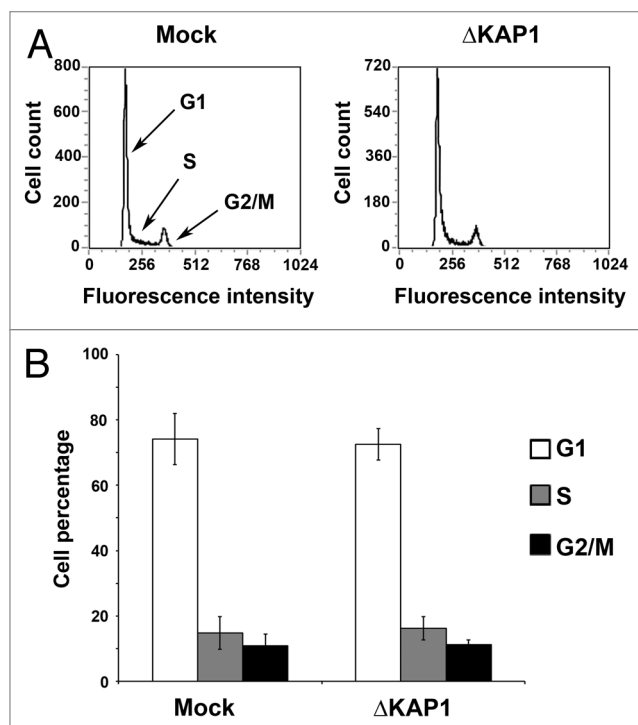 A
Mock
ΔKAP1
800
600
400
200
0
Cell count
G1
S
G2/M
0 256 512 768 1024
Fluorescence intensity
720
540
360
180
0
Cell count
0 256 512 768 1024
Fluorescence intensity
B
100
80
60
40
20
0
Cell percentage
Mock
ΔKAP1
G1
S
G2/M